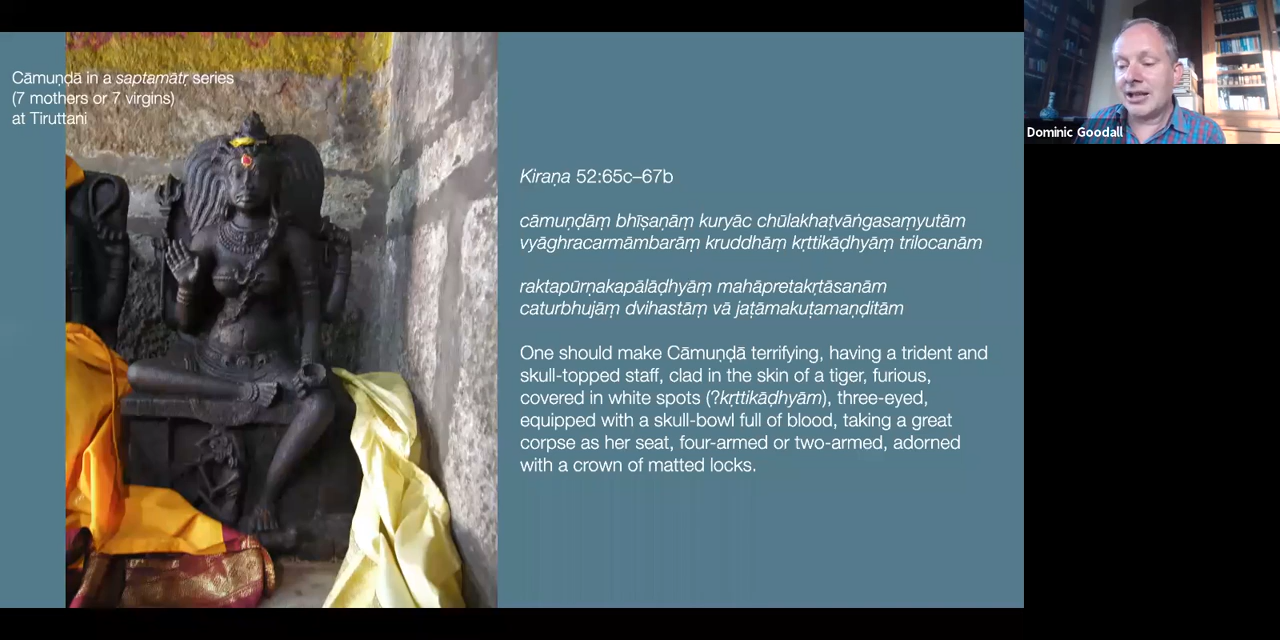 Cāmuṇḍā in a saptamātṛ series
(7 mothers or 7 virgins)
at Tiruttani
Kiraṇa 52:65c–67b
cāmuṇḍāṃ bhīṣaṇāṃ kuryāc chūlakhaṭvāṅgasaṃyutām
vyāghracarmāmbarāṃ kruddhāṃ kṛttikāḍhyāṃ trilocanām
raktapūrṇakapālāḍhyāṃ mahāpretakṛtāsanām
caturbhujāṃ dvihastāṃ vā jaṭāmakuṭamaṇḍitām
One should make Cāmuṇḍā terrifying, having a trident and
skull-topped staff, clad in the skin of a tiger, furious,
covered in white spots (?kṛttikāḍhyām), three-eyed,
equipped with a skull-bowl full of blood, taking a great
corpse as her seat, four-armed or two-armed, adorned
with a crown of matted locks.
Dominic Goodall